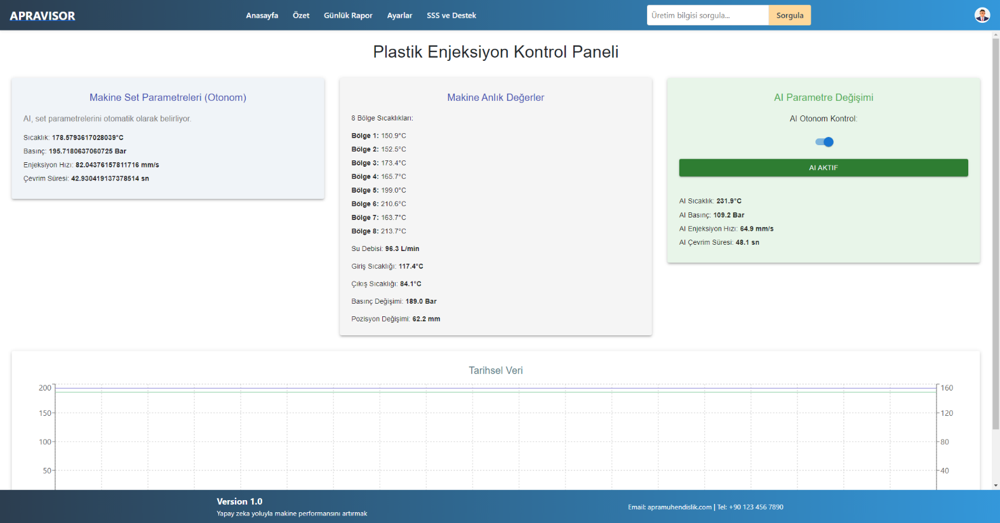 APRAVISOR
Anasayfa Özet Günlük Rapor Ayarlar SSS ve Destek
Üretim bilgisi sorgula... Sorgula
Plastik Enjeksiyon Kontrol Paneli
Makine Set Parametreleri (Otonom)
AI, set parametrelerini otomatik olarak belirliyor.
Sıcaklık: 178.5793617028039°C
Basınç: 195.7180637060725 Bar
Enjeksiyon Hızı: 82.04376157811716 mm/s
Çevrim Süresi: 42.930419137378514 sn
Makine Anlık Değerler
8 Bölge Sıcaklıkları:
Bölge 1: 150.9°C
Bölge 2: 152.5°C
Bölge 3: 173.4°C
Bölge 4: 165.7°C
Bölge 5: 199.0°C
Bölge 6: 210.6°C
Bölge 7: 163.7°C
Bölge 8: 213.7°C
Su Debisi: 96.3 L/min
Giriş Sıcaklığı: 117.4°C
Çıkış Sıcaklığı: 84.1°C
Basınç Değişimi: 189.0 Bar
Pozisyon Değişimi: 62.2 mm
AI Parametre Değişimi
AI Otonom Kontrol:
AI AKTIF
AI Sıcaklık: 231.9°C
AI Basınç: 109.2 Bar
AI Enjeksiyon Hızı: 64.9 mm/s
AI Çevrim Süresi: 48.1 sn
Tarihsel Veri
200 160
150 120
100 80
50 40
Version 1.0
Yapay zeka yoluyla makine performansını artırmak
Email: apramuhendislik.com | Tel: +90 123 456 7890